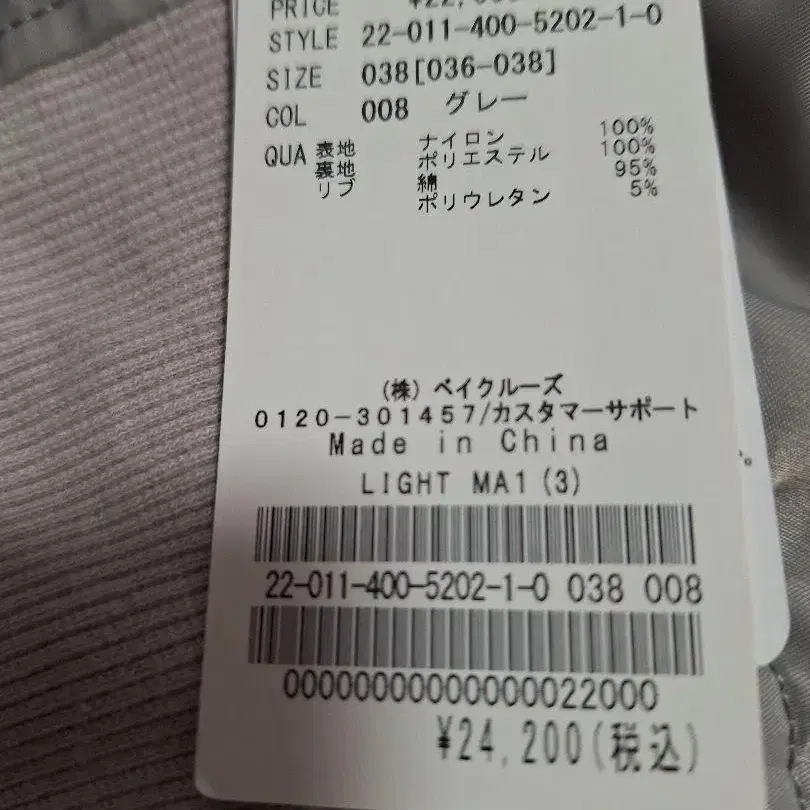 PRICE ¥22,
STYLE 22-011-400-5202-1-0
SIZE 038[036-038]
COL 008 グレー
QUA 表地 ナイロン 100%
裏地 ポリエステル 100%
リブ 綿 95%
ポリウレタン 5%
(株) ベイクルーズ
0120-301457/カスタマーサポート
Made in China
LIGHT MA1(3)
22-011-400-5202-1-0 038 008
00000000000000022000
¥24,200(税込)